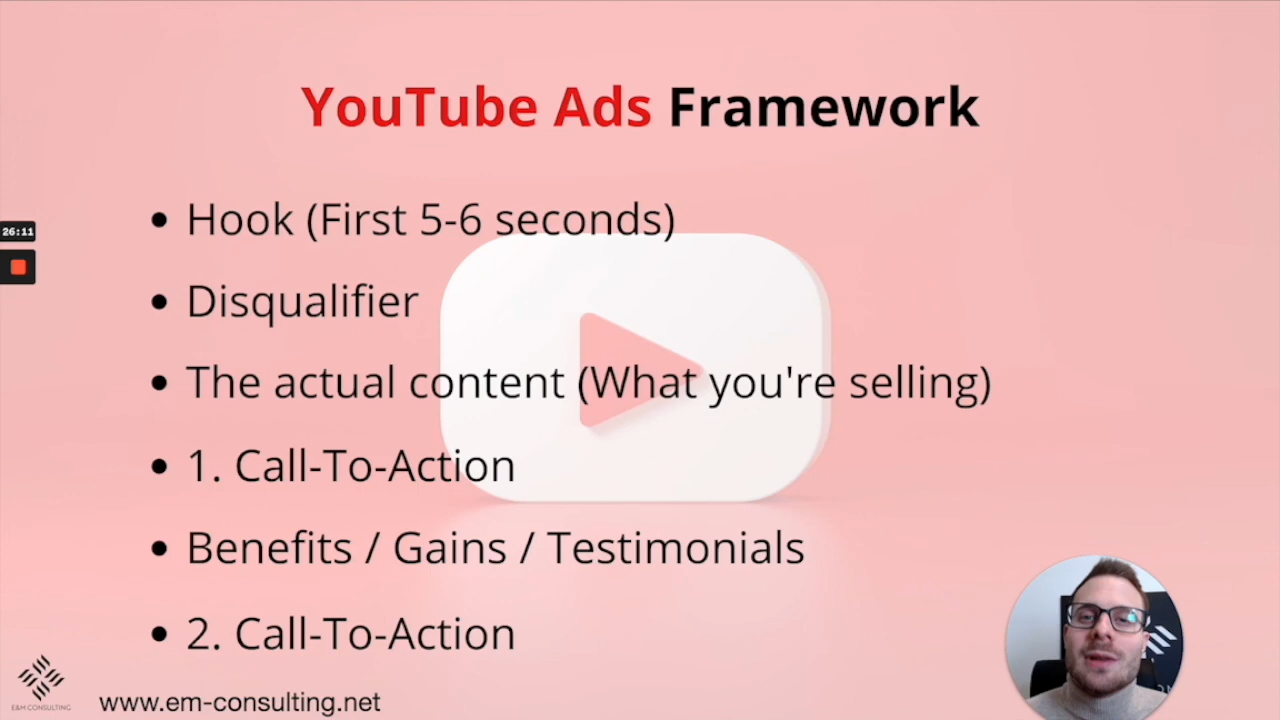 YouTube Ads Framework
• Hook (First 5-6 seconds)
26:11
• Disqualifier
• The actual content (What you're selling)
• 1. Call-To-Action
• Benefits / Gains / Testimonials
• 2. Call-To-Action
E&M CONSULTING
www.em-consulting.net